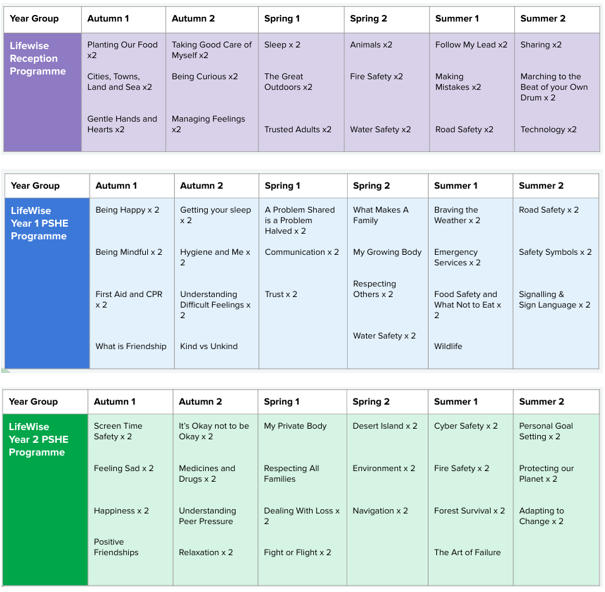 Year Group Autumn 1 Autumn 2 Spring 1 Spring 2 Summer 1 Summer 2
Lifewise
Reception
Programme
Planting Our Food
x2
Cities, Towns,
Land and Sea x2
Gentle Hands and
Hearts x2
Taking Good Care of
Myself x2
Being Curious x2
Managing Feelings
x2
Sleep x 2
The Great
Outdoors x2
Trusted Adults x2
Animals x2
Fire Safety x2
Water Safety x2
Follow My Lead x2
Making
Mistakes x2
Road Safety x2
Sharing x2
Marching to the
Beat of your Own
Drum x 2
Technology x2
Year Group Autumn 1 Autumn 2 Spring 1 Spring 2 Summer 1 Summer 2
LifeWise
Year 1 PSHE
Programme
Being Happy x 2
Being Mindful x 2
First Aid and CPR
x 2
What is Friendship
Getting your sleep
x 2
Hygiene and Me x
2
Understanding
Difficult Feelings x
2
Kind vs Unkind
A Problem Shared
is a Problem
Halved x 2
Communication x 2
Trust x 2
What Makes A
Family
My Growing Body
Respecting
Others x 2
Water Safety x 2
Braving the
Weather x 2
Emergency
Services x 2
Food Safety and
What Not to Eat x
2
Wildlife
Road Safety x 2
Safety Symbols x 2
Signalling &
Sign Language x 2
Year Group Autumn 1 Autumn 2 Spring 1 Spring 2 Summer 1 Summer 2
LifeWise
Year 2 PSHE
Programme
Screen Time
Safety x 2
Feeling Sad x 2
Happiness x 2
Positive
Friendships
It's Okay not to be
Okay x 2
Medicines and
Drugs x 2
Understanding
Peer Pressure
Relaxation x 2
My Private Body
Respecting All
Families
Dealing With Loss x
2
Fight or Flight x 2
Desert Island x 2
Environment x 2
Navigation x 2
Cyber Safety x 2
Fire Safety x 2
Forest Survival x 2
The Art of Failure
Personal Goal
Setting x 2
Protecting our
Planet x 2
Adapting to
Change x 2